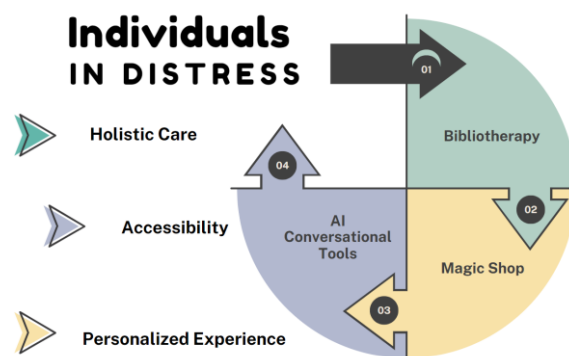 Individuals
IN DISTRESS
01
Holistic Care
Bibliotherapy
04
Accessibility
AI
Conversational
Tools
02
Magic Shop
03
Personalized Experience